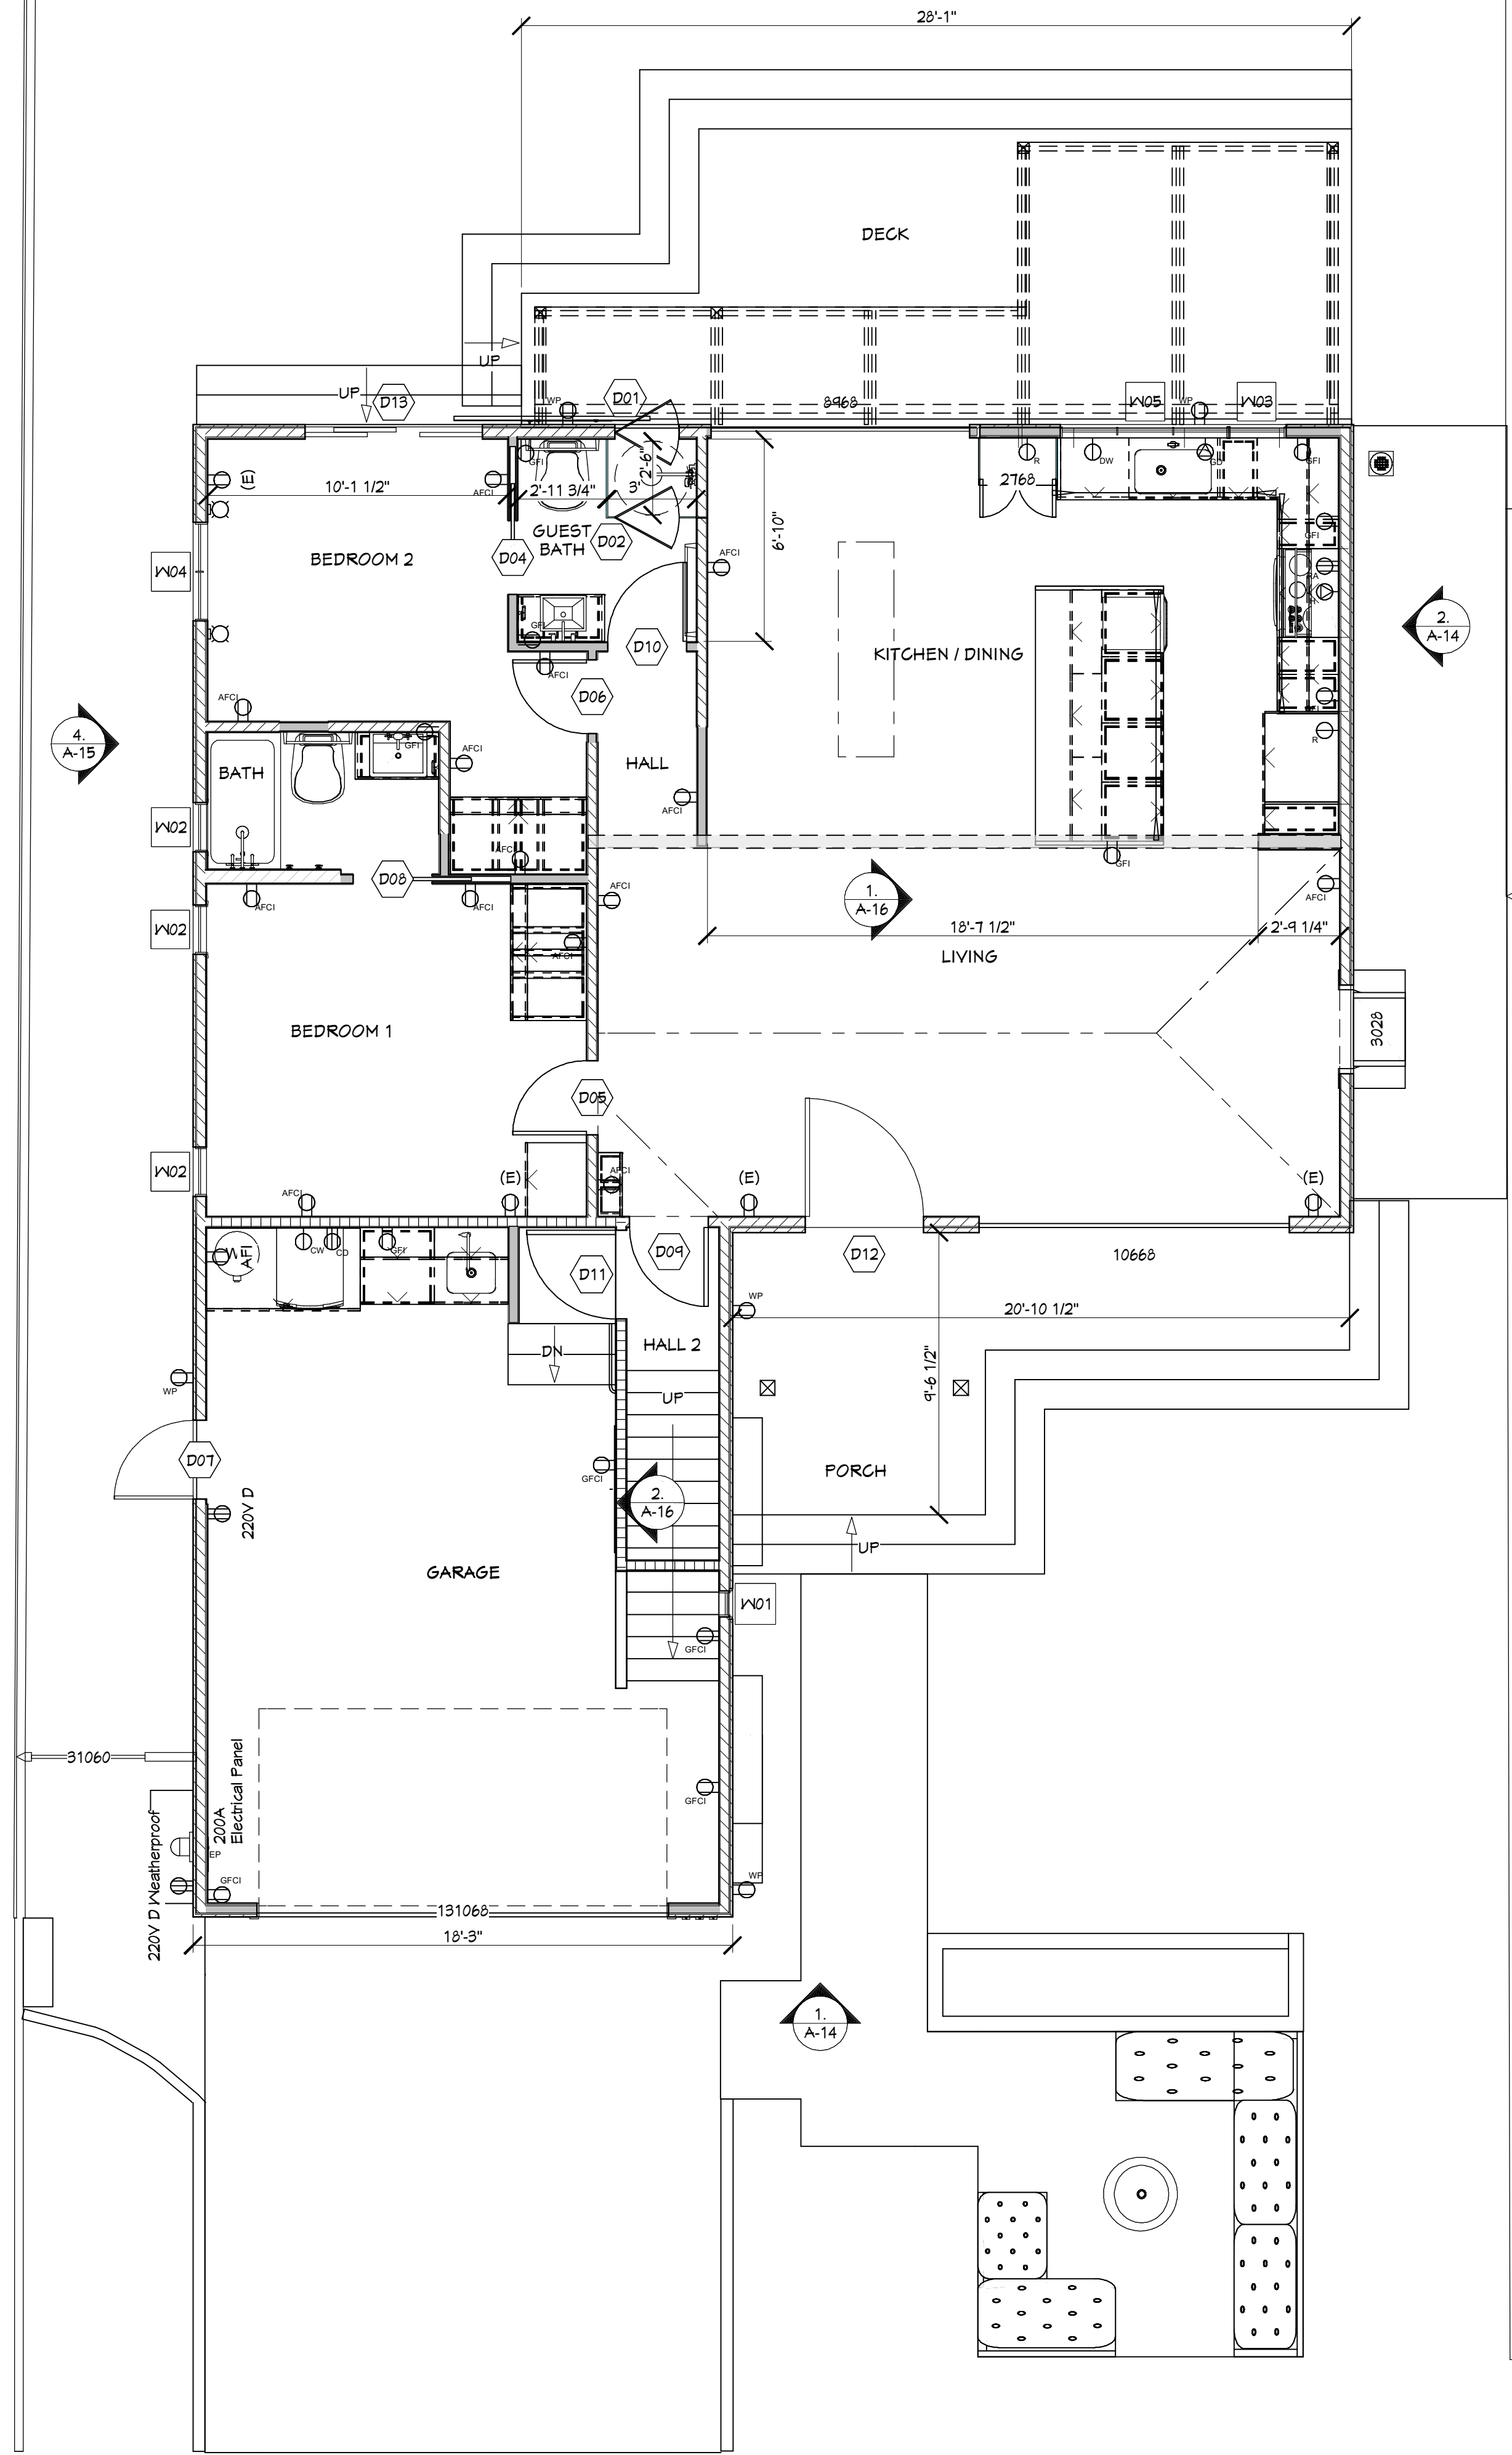 28'-1"
DECK
UP
UP
D13
WP
D01
8968
W05
WP
W03
(E)
GFI
2'-6"
R
DW
GD
GFI
10'-1 1/2"
AFCI
2'-11 3/4"
3'
2768
6'-10"
GUEST
BATH
D02
D04
BEDROOM 2
W04
AFCI
GFI
GFI
D10
KITCHEN / DINING
2.
A-14
AFCI
D06
AFCI
4.
A-15
GFI
AFCI
R
BATH
HALL
AFCI
W02
AFCI
GFI
D08
AFCI
AFCI
AFCI
1.
A-16
AFCI
W02
18'-7 1/2"
2'-9 1/4"
AFCI
LIVING
BEDROOM 1
3028
D05
W02
AFCI
(E)
AFCI
(E)
(E)
AFI
CW
CD
GFI
D11
D09
D12
10668
WP
20'-10 1/2"
HALL 2
DN
9'-6 1/2"
WP
UP
D07
GFCI
PORCH
220V D
2.
A-16
UP
GARAGE
W01
GFCI
31060
200A
Electrical Panel
GFCI
220V D Weatherproof
EP
GFCI
WP
131068
18'-3"
1.
A-14